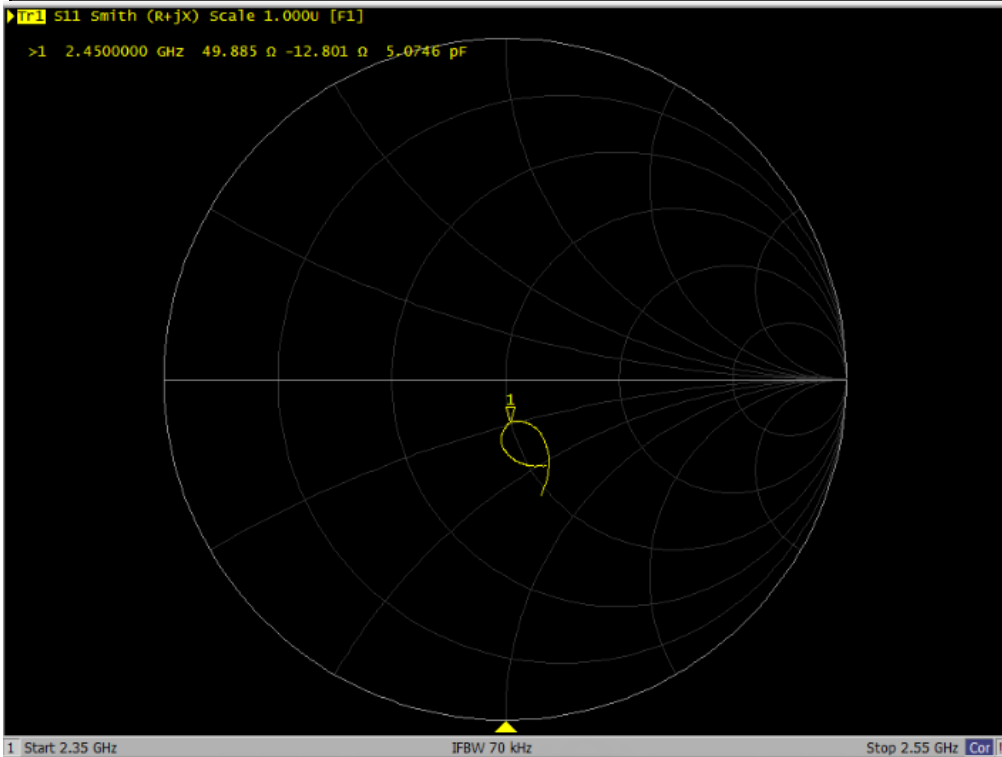 Tr1 S11 Smith (R+jX) Scale 1.000U [F1]
>1 2.4500000 GHz 49.885 Ω -12.801 Ω 5.0746 pF
1
1 Start 2.35 GHz IFBW 70 kHz Stop 2.55 GHz Cor